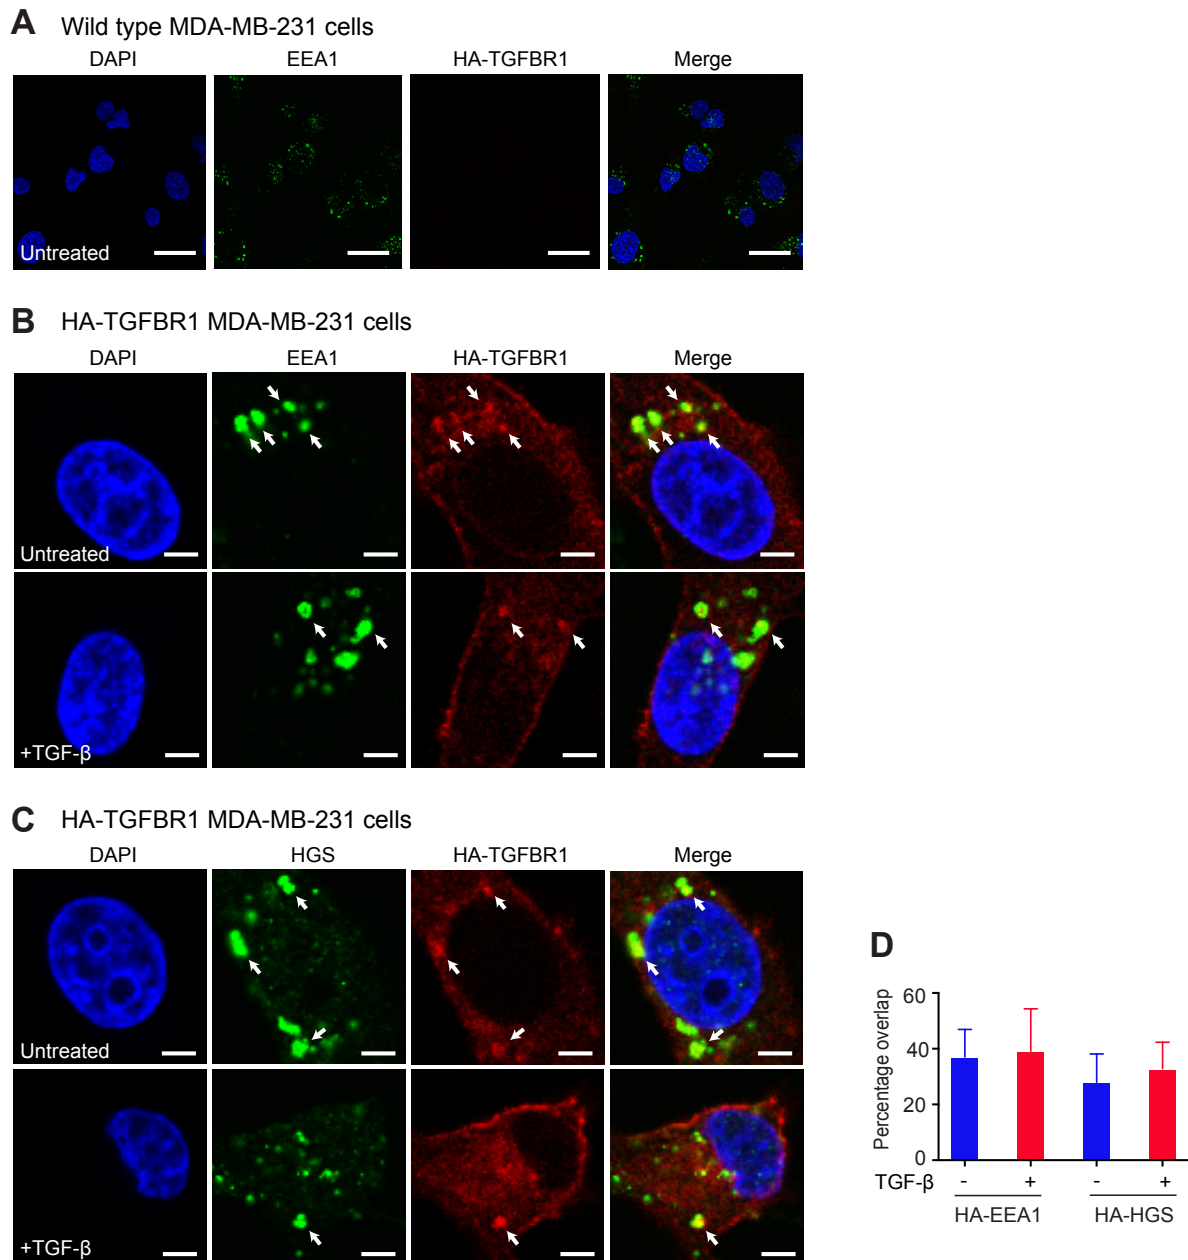 A Wild type MDA-MB-231 cells
DAPI EEA1 HA-TGFBR1 Merge
Untreated
B HA-TGFBR1 MDA-MB-231 cells
DAPI EEA1 HA-TGFBR1 Merge
Untreated
+TGF-β
C HA-TGFBR1 MDA-MB-231 cells
DAPI HGS HA-TGFBR1 Merge
Untreated
+TGF-β
D
Percentage overlap
60
40
20
0
TGF-β - + - +
HA-EEA1 HA-HGS